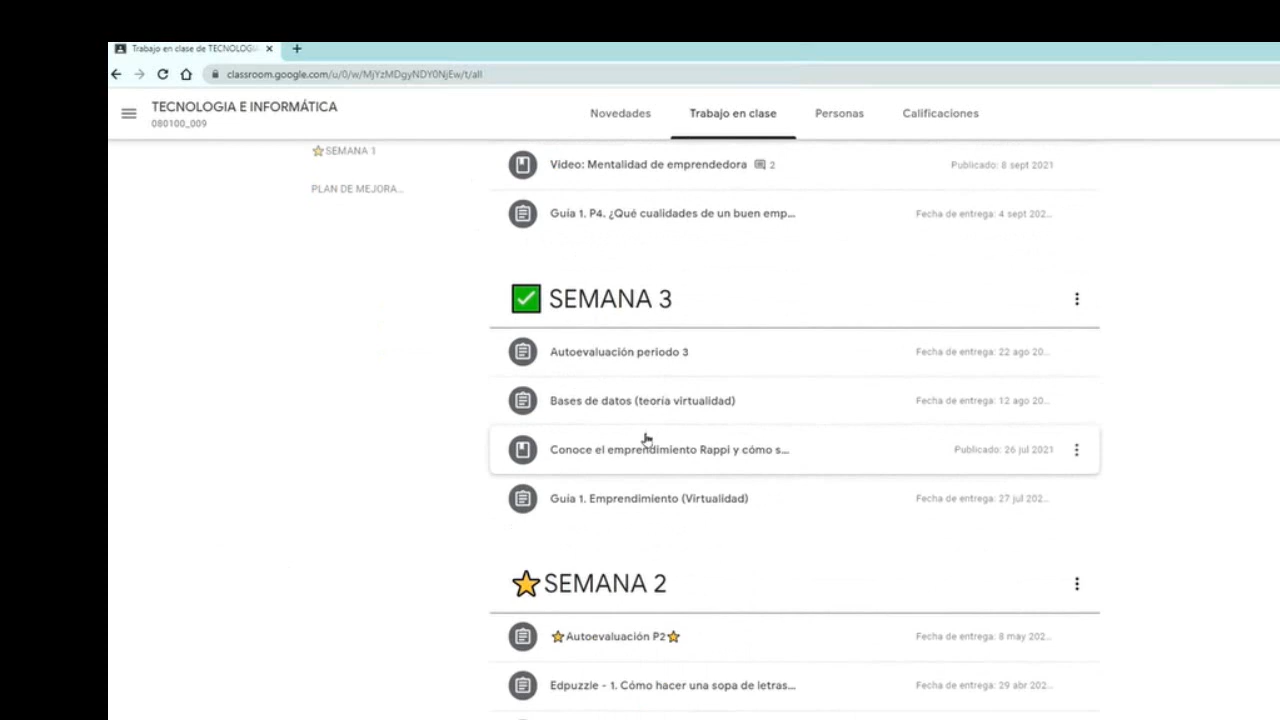 Trabajo en clase de TECNOLOGI
classroom.google.com/u/0/w/MjYzMDgyNDY0NjEw/t/all
TECNOLOGIA E INFORMÁTICA
080100_009
Novedades
Trabajo en clase
Personas
Calificaciones
⭐SEMANA 1
PLAN DE MEJORA...
Video: Mentalidad de emprendedora 2
Publicado: 8 sept 2021
Guía 1. P4. ¿Qué cualidades de un buen emp...
Fecha de entrega: 4 sept 202...
✅ SEMANA 3
Autoevaluación periodo 3
Fecha de entrega: 22 ago 20...
Bases de datos (teoría virtualidad)
Fecha de entrega: 12 ago 20...
Conoce el emprendimiento Rappi y cómo s...
Publicado: 26 jul 2021
Guía 1. Emprendimiento (Virtualidad)
Fecha de entrega: 27 jul 202...
⭐SEMANA 2
⭐Autoevaluación P2⭐
Fecha de entrega: 8 may 202...
Edpuzzle - 1. Cómo hacer una sopa de letras...
Fecha de entrega: 29 abr 202...